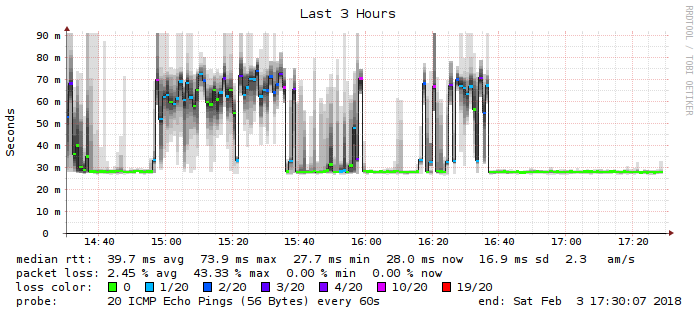 Last 3 Hours
RRDTOOL / TOBI OETIKER
Seconds
90 m
80 m
70 m
60 m
50 m
40 m
30 m
20 m
10 m
0
14:40 15:00 15:20 15:40 16:00 16:20 16:40 17:00 17:20
median rtt: 39.7 ms avg 73.9 ms max 27.7 ms min 28.0 ms now 16.9 ms sd 2.3 am/s
packet loss: 2.45 % avg 43.33 % max 0.00 % min 0.00 % now
loss color: 0 1/20 2/20 3/20 4/20 10/20 19/20
probe: 20 ICMP Echo Pings (56 Bytes) every 60s end: Sat Feb 3 17:30:07 2018